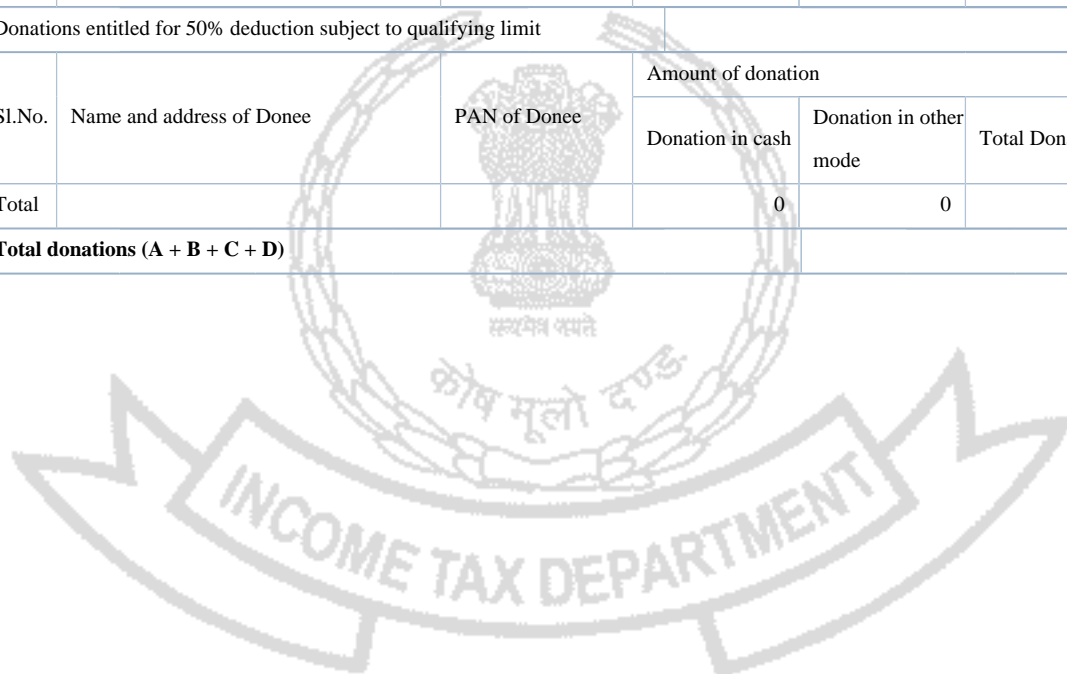 Donations entitled for 50% deduction subject to qualifying limit
Sl.No. Name and address of Donee PAN of Donee Amount of donation
Donation in cash Donation in other mode Total Don
Total 0 0
Total donations (A + B + C + D)
सत्यमेव जयते
कोष मूलो दण्ड:
INCOME TAX DEPARTMENT